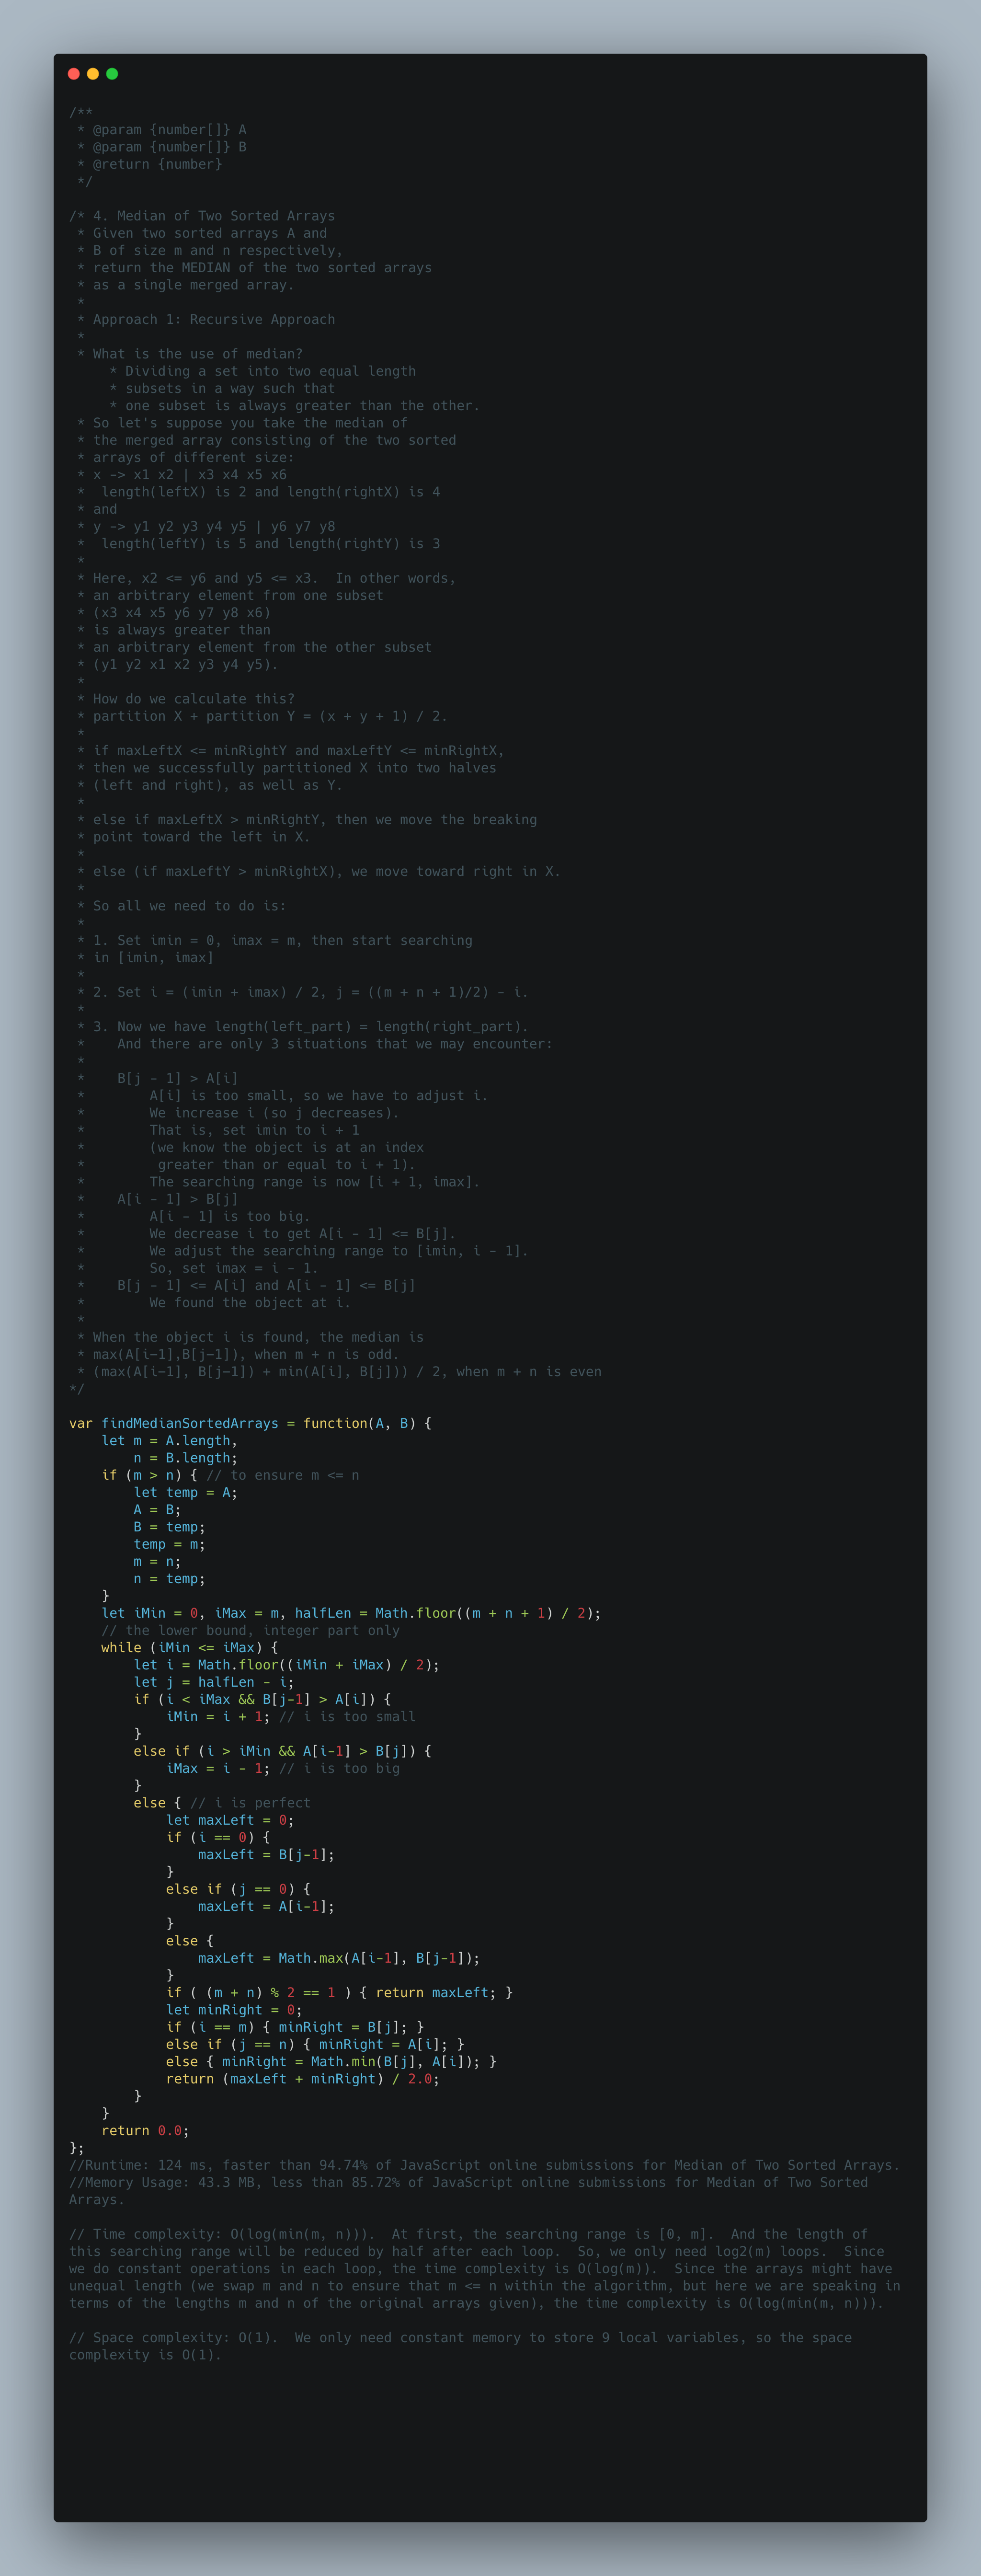 /**
 * @param {number[]} A
 * @param {number[]} B
 * @return {number}
 */

/* 4. Median of Two Sorted Arrays
 * Given two sorted arrays A and
 * B of size m and n respectively,
 * return the MEDIAN of the two sorted arrays
 * as a single merged array.
 *
 * Approach 1: Recursive Approach
 *
 * What is the use of median?
     * Dividing a set into two equal length
     * subsets in a way such that
     * one subset is always greater than the other.
 * So let's suppose you take the median of
 * the merged array consisting of the two sorted
 * arrays of different size:
 * x -> x1 x2 | x3 x4 x5 x6
 *  length(leftX) is 2 and length(rightX) is 4
 * and
 * y -> y1 y2 y3 y4 y5 | y6 y7 y8
 *  length(leftY) is 5 and length(rightY) is 3
 *
 * Here, x2 <= y6 and y5 <= x3.  In other words,
 * an arbitrary element from one subset
 * (x3 x4 x5 y6 y7 y8 x6)
 * is always greater than
 * an arbitrary element from the other subset
 * (y1 y2 x1 x2 y3 y4 y5).
 *
 * How do we calculate this?
 * partition X + partition Y = (x + y + 1) / 2.
 *
 * if maxLeftX <= minRightY and maxLeftY <= minRightX,
 * then we successfully partitioned X into two halves
 * (left and right), as well as Y.
 *
 * else if maxLeftX > minRightY, then we move the breaking
 * point toward the left in X.
 *
 * else (if maxLeftY > minRightX), we move toward right in X.
 *
 * So all we need to do is:
 *
 * 1. Set imin = 0, imax = m, then start searching
 * in [imin, imax]
 *
 * 2. Set i = (imin + imax) / 2, j = ((m + n + 1)/2) - i.
 *
 * 3. Now we have length(left_part) = length(right_part).
 *    And there are only 3 situations that we may encounter:
 *
 *    B[j - 1] > A[i]
 *        A[i] is too small, so we have to adjust i.
 *        We increase i (so j decreases).
 *        That is, set imin to i + 1
 *        (we know the object is at an index
 *         greater than or equal to i + 1).
 *        The searching range is now [i + 1, imax].
 *    A[i - 1] > B[j]
 *        A[i - 1] is too big.
 *        We decrease i to get A[i - 1] <= B[j].
 *        We adjust the searching range to [imin, i - 1].
 *        So, set imax = i - 1.
 *    B[j - 1] <= A[i] and A[i - 1] <= B[j]
 *        We found the object at i.
 *
 * When the object i is found, the median is
 * max(A[i−1],B[j−1]), when m + n is odd.
 * (max(A[i−1], B[j−1]) + min(A[i], B[j])) / 2, when m + n is even
*/

var findMedianSortedArrays = function(A, B) {
    let m = A.length,
        n = B.length;
    if (m > n) { // to ensure m <= n
        let temp = A;
        A = B;
        B = temp;
        temp = m;
        m = n;
        n = temp;
    }
    let iMin = 0, iMax = m, halfLen = Math.floor((m + n + 1) / 2);
    // the lower bound, integer part only
    while (iMin <= iMax) {
        let i = Math.floor((iMin + iMax) / 2);
        let j = halfLen - i;
        if (i < iMax && B[j-1] > A[i]) {
            iMin = i + 1; // i is too small
        }
        else if (i > iMin && A[i-1] > B[j]) {
            iMax = i - 1; // i is too big
        }
        else { // i is perfect
            let maxLeft = 0;
            if (i == 0) {
                maxLeft = B[j-1];
            }
            else if (j == 0) {
                maxLeft = A[i-1];
            }
            else {
                maxLeft = Math.max(A[i-1], B[j-1]);
            }
            if ( (m + n) % 2 == 1 ) { return maxLeft; }
            let minRight = 0;
            if (i == m) { minRight = B[j]; }
            else if (j == n) { minRight = A[i]; }
            else { minRight = Math.min(B[j], A[i]); }
            return (maxLeft + minRight) / 2.0;
        }
    }
    return 0.0;
};
//Runtime: 124 ms, faster than 94.74% of JavaScript online submissions for Median of Two Sorted Arrays.
//Memory Usage: 43.3 MB, less than 85.72% of JavaScript online submissions for Median of Two Sorted
Arrays.

// Time complexity: O(log(min(m, n))).  At first, the searching range is [0, m].  And the length of
this searching range will be reduced by half after each loop.  So, we only need log2(m) loops.  Since
we do constant operations in each loop, the time complexity is O(log(m)).  Since the arrays might have
unequal length (we swap m and n to ensure that m <= n within the algorithm, but here we are speaking in
terms of the lengths m and n of the original arrays given), the time complexity is O(log(min(m, n))).

// Space complexity: O(1).  We only need constant memory to store 9 local variables, so the space
complexity is O(1).